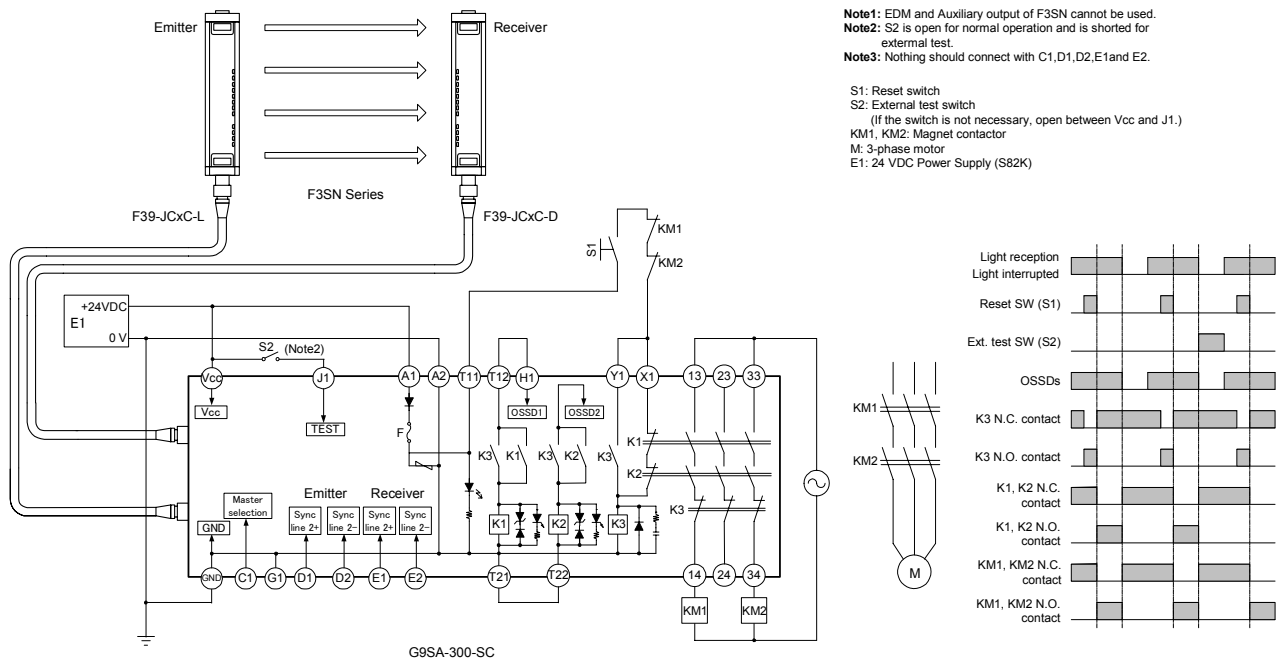 Emitter
Receiver
F3SN Series
F39-JCxC-L
F39-JCxC-D
Note1: EDM and Auxiliary output of F3SN cannot be used.
Note2: S2 is open for normal operation and is shorted for
extermal test.
Note3: Nothing should connect with C1,D1,D2,E1and E2.
S1: Reset switch
S2: External test switch
(If the switch is not necessary, open between Vcc and J1.)
KM1, KM2: Magnet contactor
M: 3-phase motor
E1: 24 VDC Power Supply (S82K)
S1
KM1
KM2
+24VDC
E1
0 V
S2 (Note2)
Vcc J1 A1 A2 T11 T12 H1 Y1 X1 13 23 33
Vcc
TEST
F
OSSD1
OSSD2
K3 K1 K3 K2 K3
K1
K2
K3
Emitter Receiver
GND
Master
selection
Sync
line 2+
Sync
line 2-
Sync
line 2+
Sync
line 2-
K1 K2 K3
GND C1 G1 D1 D2 E1 E2 T21 T22 14 24 34
KM1 KM2
G9SA-300-SC
KM1
KM2
M
Light reception
Light interrupted
Reset SW (S1)
Ext. test SW (S2)
OSSDs
K3 N.C. contact
K3 N.O. contact
K1, K2 N.C.
contact
K1, K2 N.O.
contact
KM1, KM2 N.C.
contact
KM1, KM2 N.O.
contact